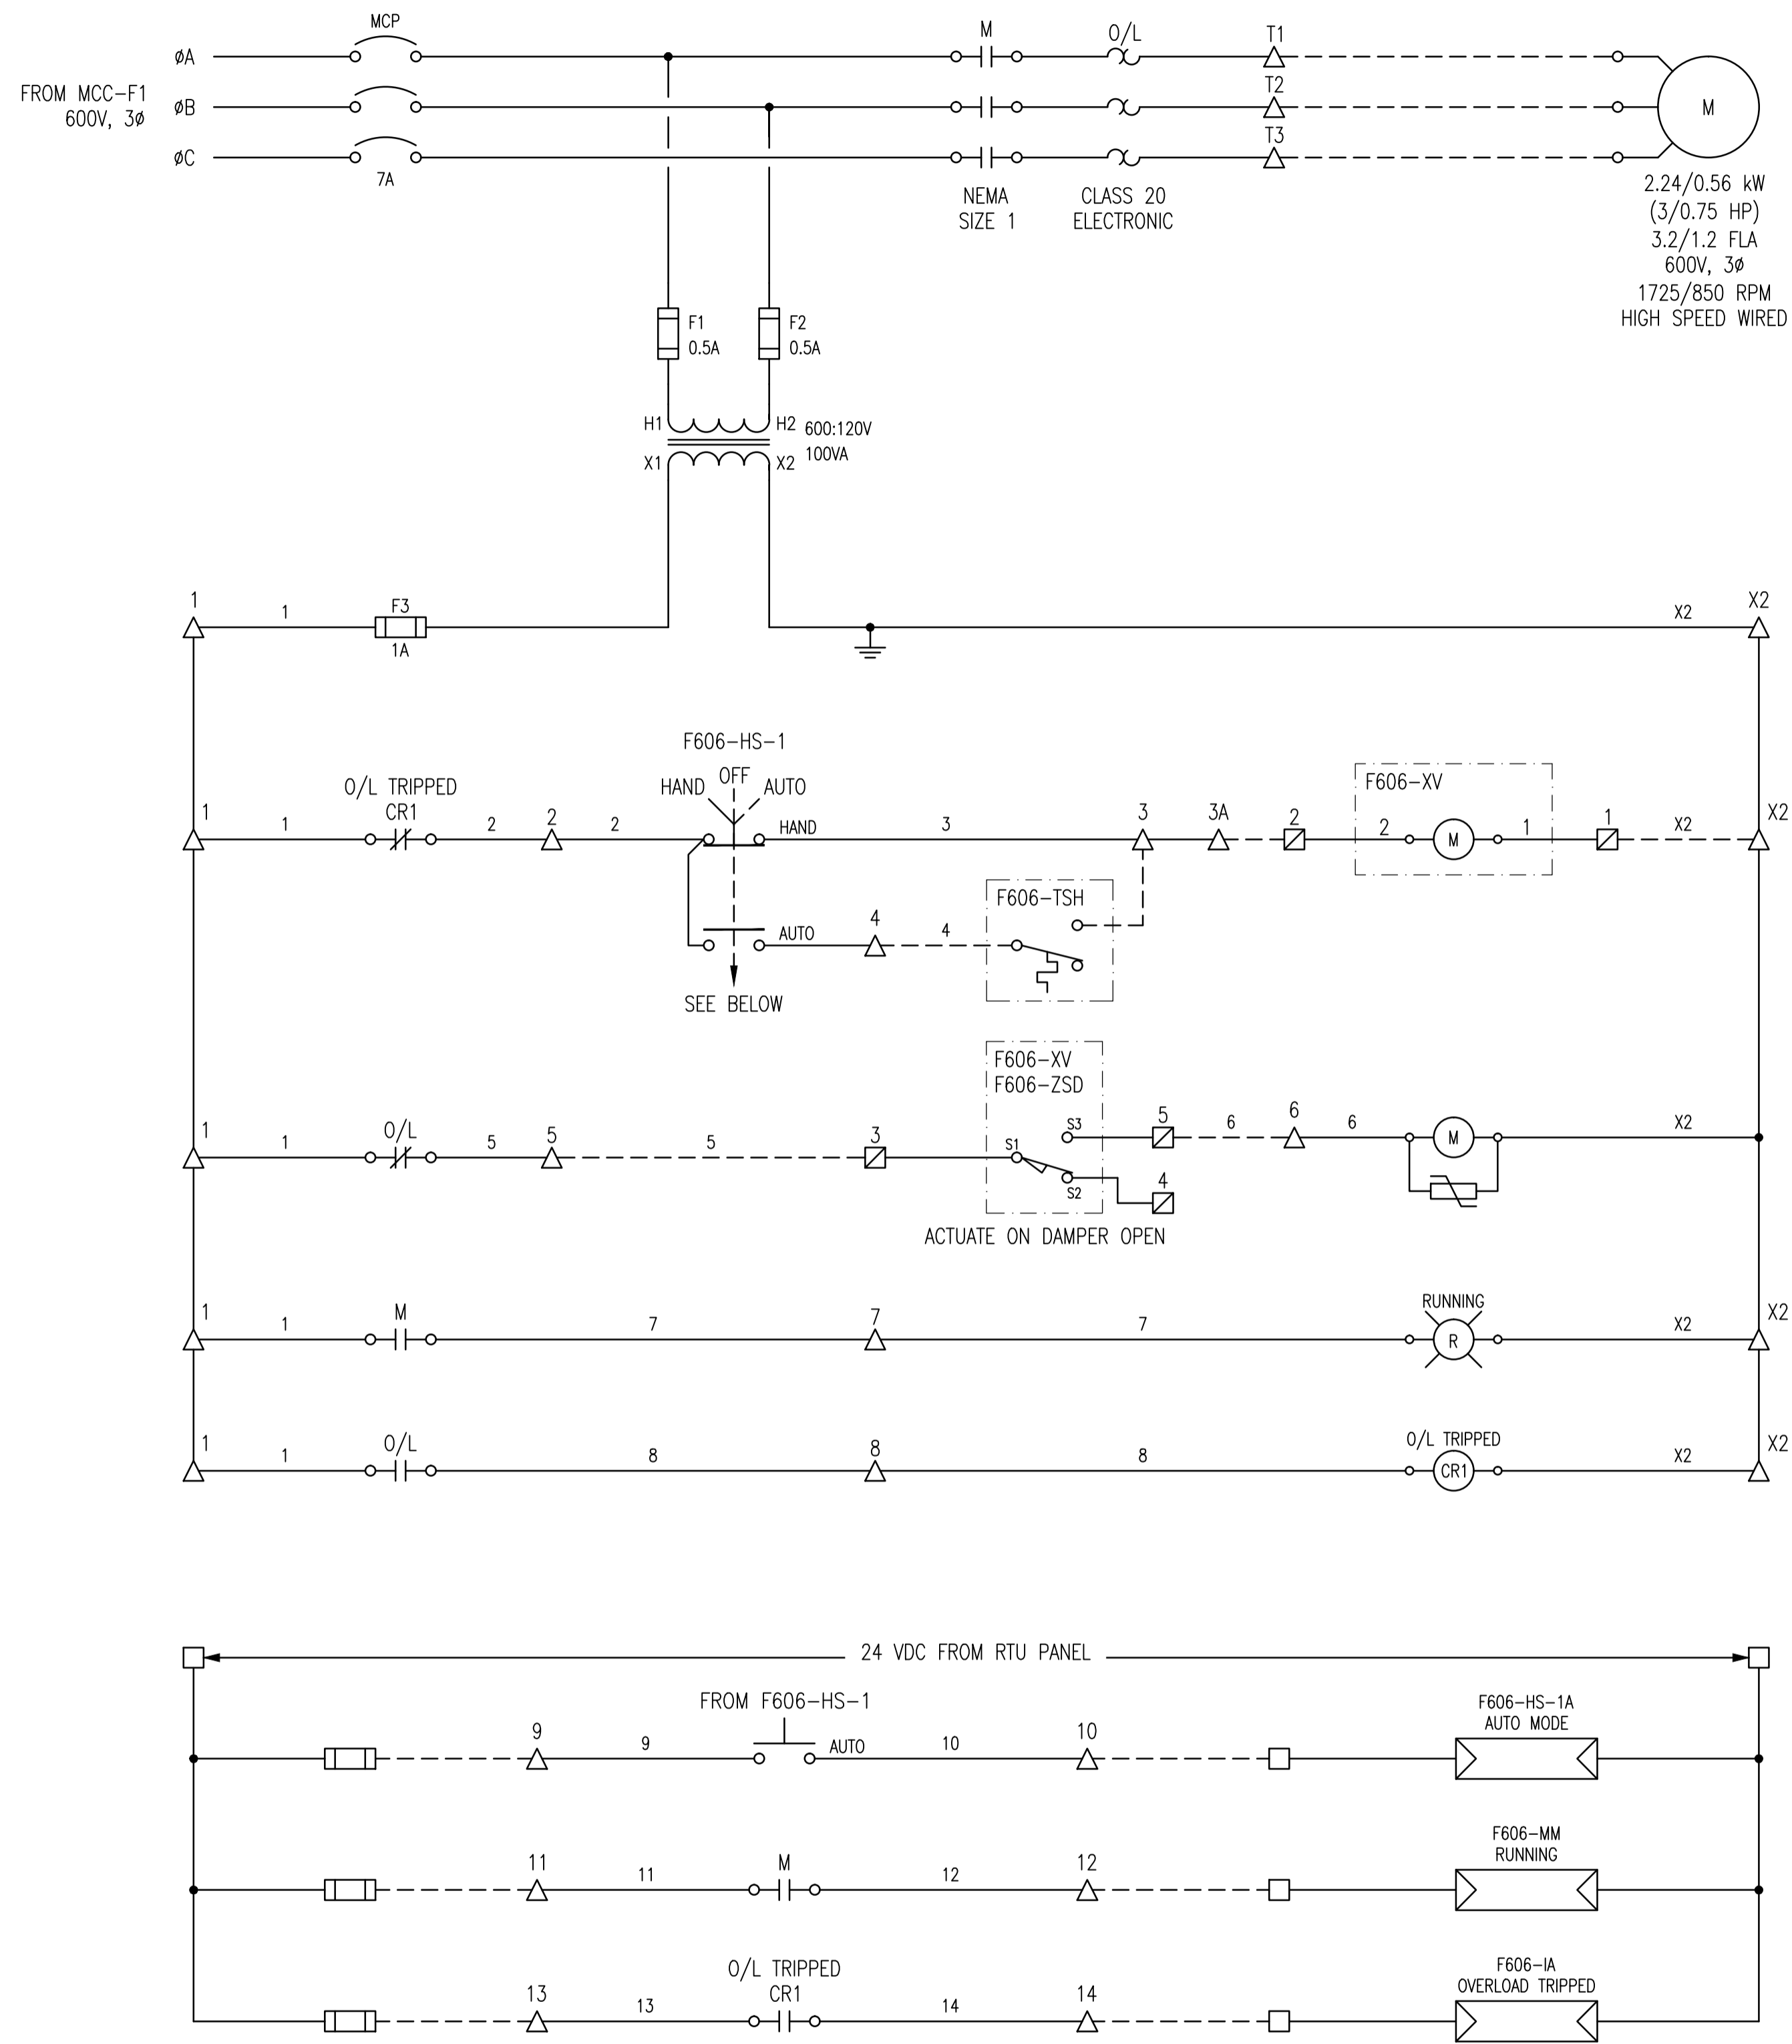 MCP
M
O/L
T1
øA
FROM MCC-F1
600V, 3ø
øB
T2
M
øC
T3
7A
NEMA
SIZE 1
CLASS 20
ELECTRONIC
2.24/0.56 kW
(3/0.75 HP)
3.2/1.2 FLA
600V, 3ø
1725/850 RPM
HIGH SPEED WIRED
F1
0.5A
F2
0.5A
H1
H2
600:120V
100VA
X1
X2
1
1
F3
1A
X2
X2
F606-HS-1
HAND
OFF
AUTO
O/L TRIPPED
CR1
1
1
2
2
2
HAND
3
3
3A
2
F606-XV
2
M
1
1
X2
X2
F606-TSH
AUTO
4
4
SEE BELOW
F606-XV
F606-ZSD
1
1
O/L
5
5
5
3
S1
S3
S2
5
6
6
6
M
X2
4
ACTUATE ON DAMPER OPEN
1
1
M
7
7
7
RUNNING
R
X2
X2
1
1
O/L
8
8
8
O/L TRIPPED
CR1
X2
X2
24 VDC FROM RTU PANEL
FROM F606-HS-1
9
9
AUTO
10
10
F606-HS-1A
AUTO MODE
11
11
M
12
12
F606-MM
RUNNING
13
13
O/L TRIPPED
CR1
14
14
F606-IA
OVERLOAD TRIPPED